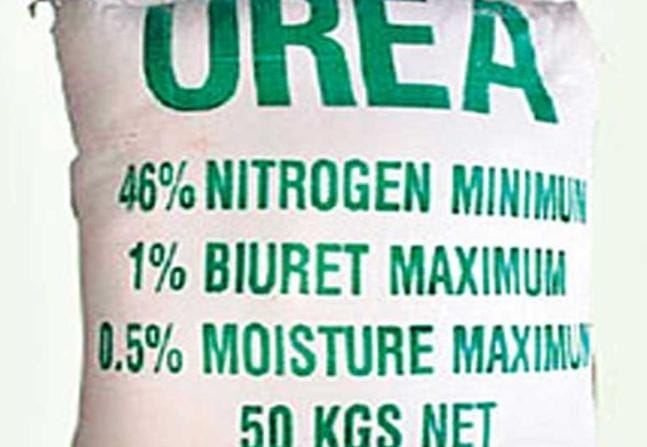 UREA
46% NITROGEN MINIMUM
1% BIURET MAXIMUM
0.5% MOISTURE MAXIMUM
50 KGS NET